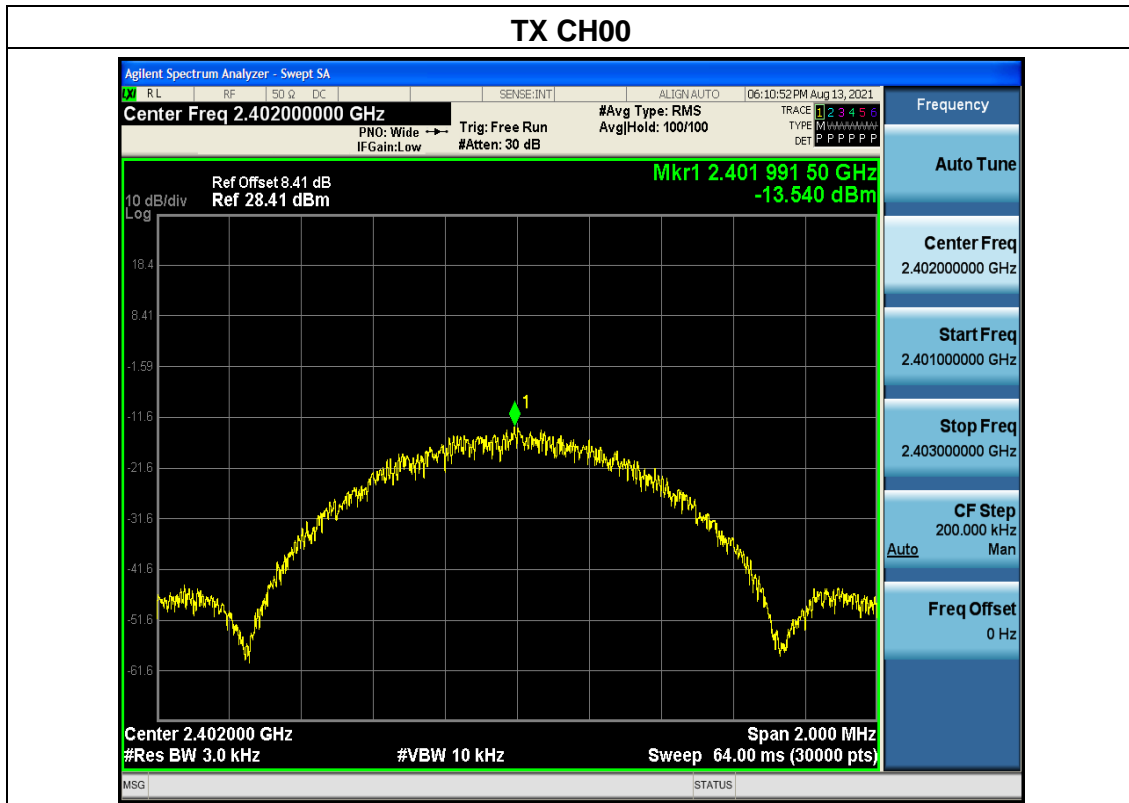 TX CH00
Agilent Spectrum Analyzer - Swept SA
LXI RL RF 50 Ω DC SENSE:INT ALIGN AUTO 06:10:52 PM Aug 13, 2021
Center Freq 2.402000000 GHz
PNO: Wide
IFGain:Low
Trig: Free Run
#Atten: 30 dB
#Avg Type: RMS
Avg|Hold: 100/100
TRACE 1 2 3 4 5 6
TYPE M
DET P P P P P P
Mkr1 2.401 991 50 GHz
-13.540 dBm
Ref Offset 8.41 dB
10 dB/div Ref 28.41 dBm
Log
18.4
8.41
-1.59
-11.6
-21.6
-31.6
-41.6
-51.6
-61.6
1
Center 2.402000 GHz Span 2.000 MHz
#Res BW 3.0 kHz #VBW 10 kHz Sweep 64.00 ms (30000 pts)
MSG STATUS
Frequency
Auto Tune
Center Freq
2.402000000 GHz
Start Freq
2.401000000 GHz
Stop Freq
2.403000000 GHz
CF Step
200.000 kHz
Auto Man
Freq Offset
0 Hz